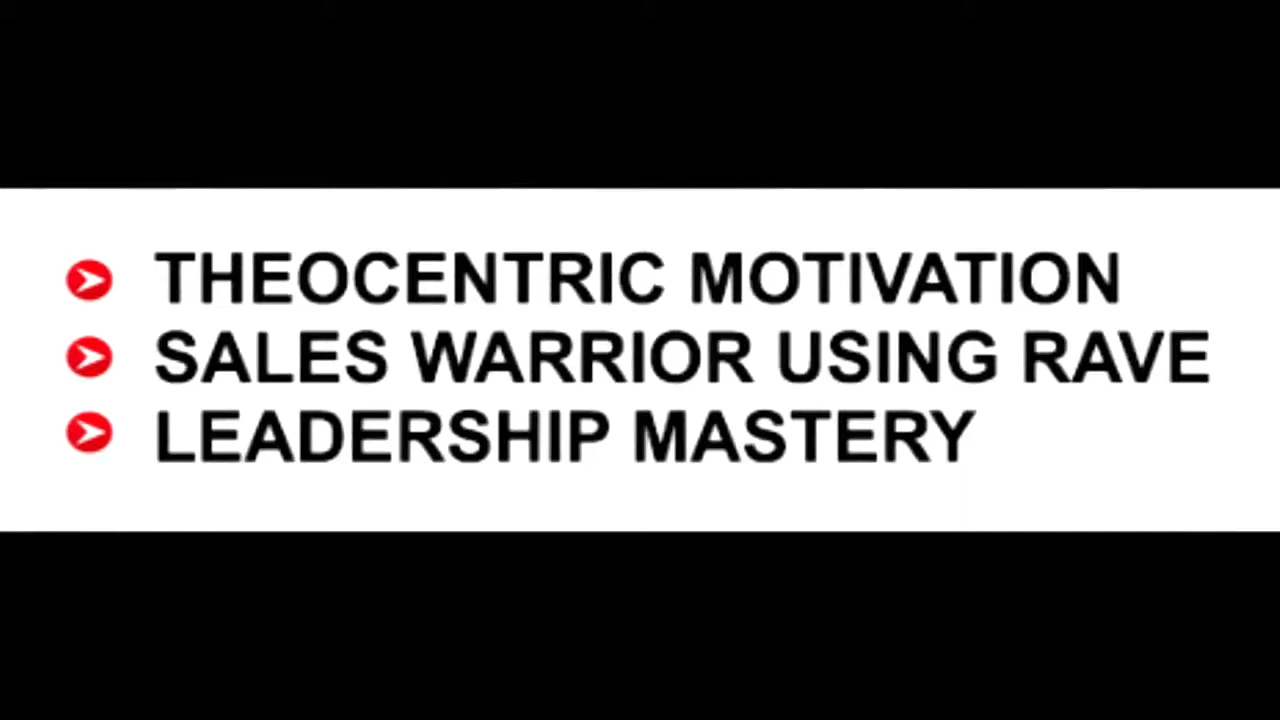 THEOCENTRIC MOTIVATION
SALES WARRIOR USING RAVE
LEADERSHIP MASTERY